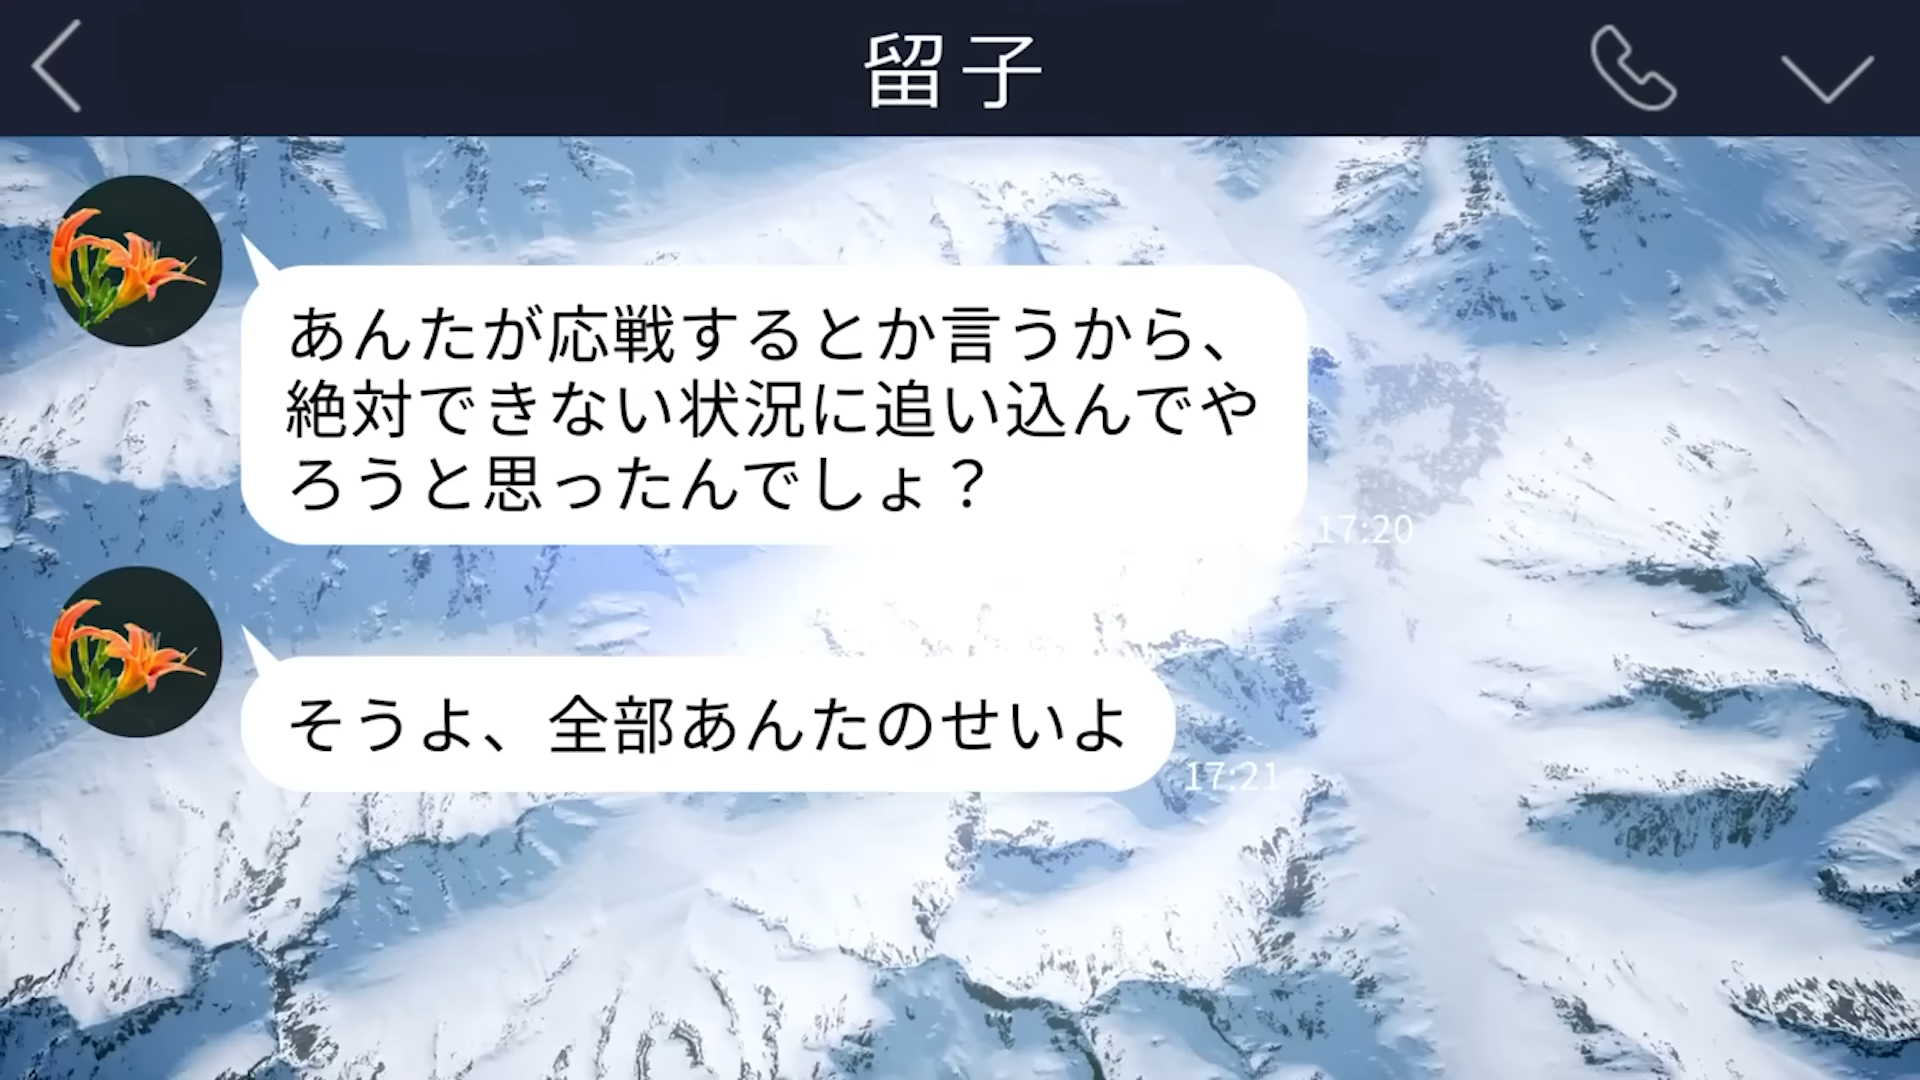 留子
あんたが応戦するとか言うから、
絶対できない状況に追い込んでや
ろうと思ったんでしょ？
17:20
そうよ、全部あんたのせいよ
17:21